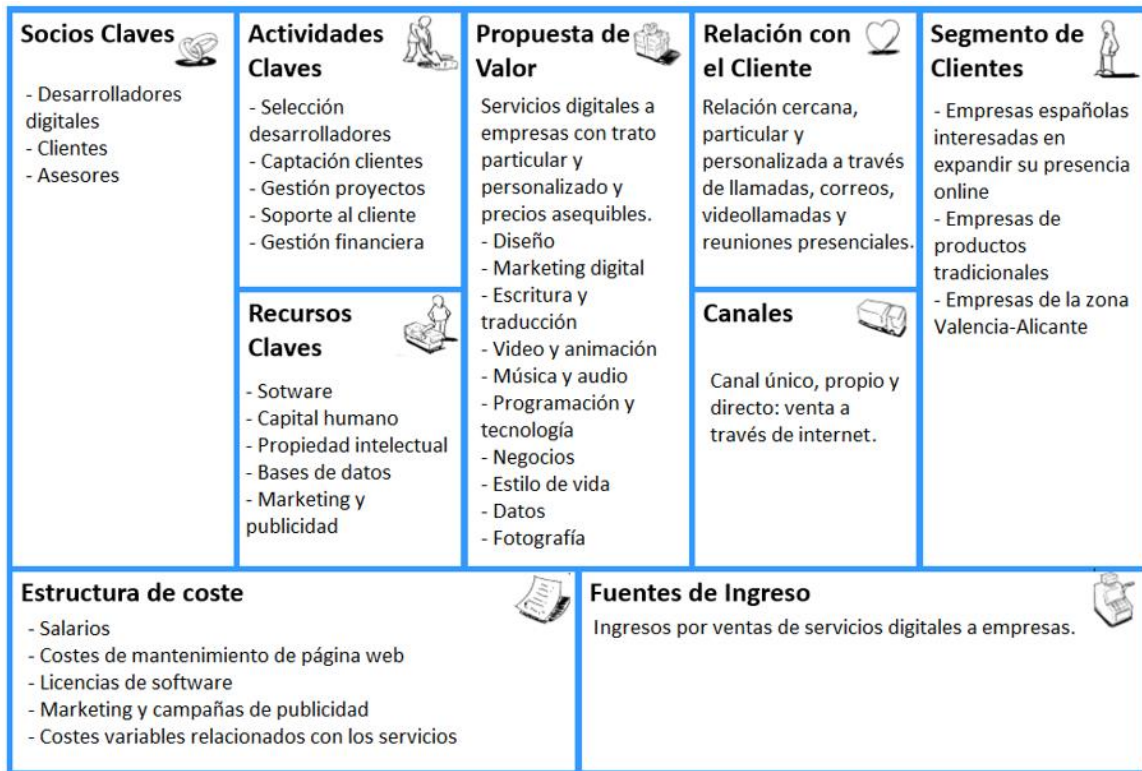 Socios Claves
- Desarrolladores
digitales
- Clientes
- Asesores
Actividades
Claves
- Selección
desarrolladores
- Captación clientes
- Gestión proyectos
- Soporte al cliente
- Gestión financiera
Recursos
Claves
- Sotware
- Capital humano
- Propiedad intelectual
- Bases de datos
- Marketing y
publicidad
Propuesta de
Valor
Servicios digitales a
empresas con trato
particular y
personalizado y
precios asequibles.
- Diseño
- Marketing digital
- Escritura y
traducción
- Video y animación
- Música y audio
- Programación y
tecnología
- Negocios
- Estilo de vida
- Datos
- Fotografía
Relación con
el Cliente
Relación cercana,
particular y
personalizada a través
de llamadas, correos,
videollamadas y
reuniones presenciales.
Canales
Canal único, propio y
directo: venta a
través de internet.
Segmento de
Clientes
- Empresas españolas
interesadas en
expandir su presencia
online
- Empresas de
productos
tradicionales
- Empresas de la zona
Valencia-Alicante
Estructura de coste
- Salarios
- Costes de mantenimiento de página web
- Licencias de software
- Marketing y campañas de publicidad
- Costes variables relacionados con los servicios
Fuentes de Ingreso
Ingresos por ventas de servicios digitales a empresas.